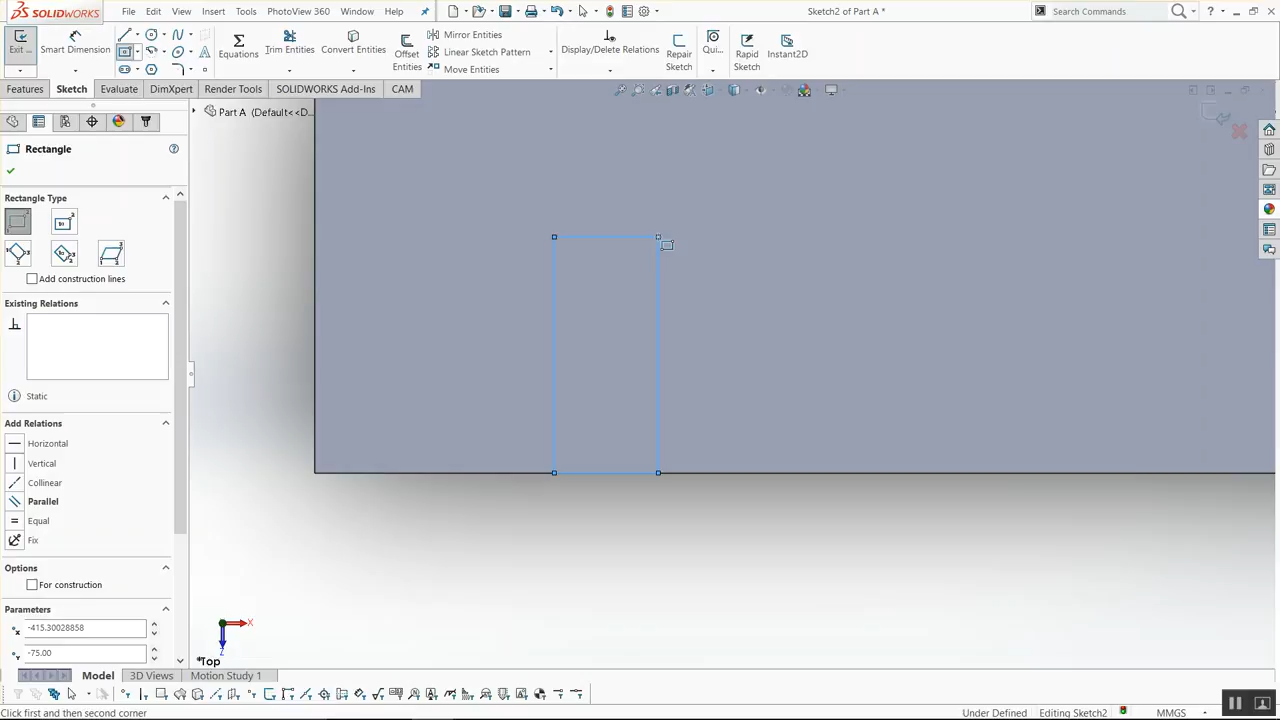 SOLIDWORKS File Edit View Insert Tools PhotoView 360 Window Help Sketch2 of Part A * Search Commands ?
Exit ... Smart Dimension Equations Trim Entities Convert Entities Offset Entities Mirror Entities Linear Sketch Pattern Move Entities Display/Delete Relations Repair Sketch Qui... Rapid Sketch Instant2D
Features Sketch Evaluate DimXpert Render Tools SOLIDWORKS Add-Ins CAM
Part A (Default<<D...
Rectangle
Rectangle Type
Add construction lines
Existing Relations
Static
Add Relations
Horizontal
Vertical
Collinear
Parallel
Equal
Fix
Options
For construction
Parameters
-415.30028858
-75.00
X
Z
*Top
Model 3D Views Motion Study 1
Click first and then second corner Under Defined Editing Sketch2 MMGS